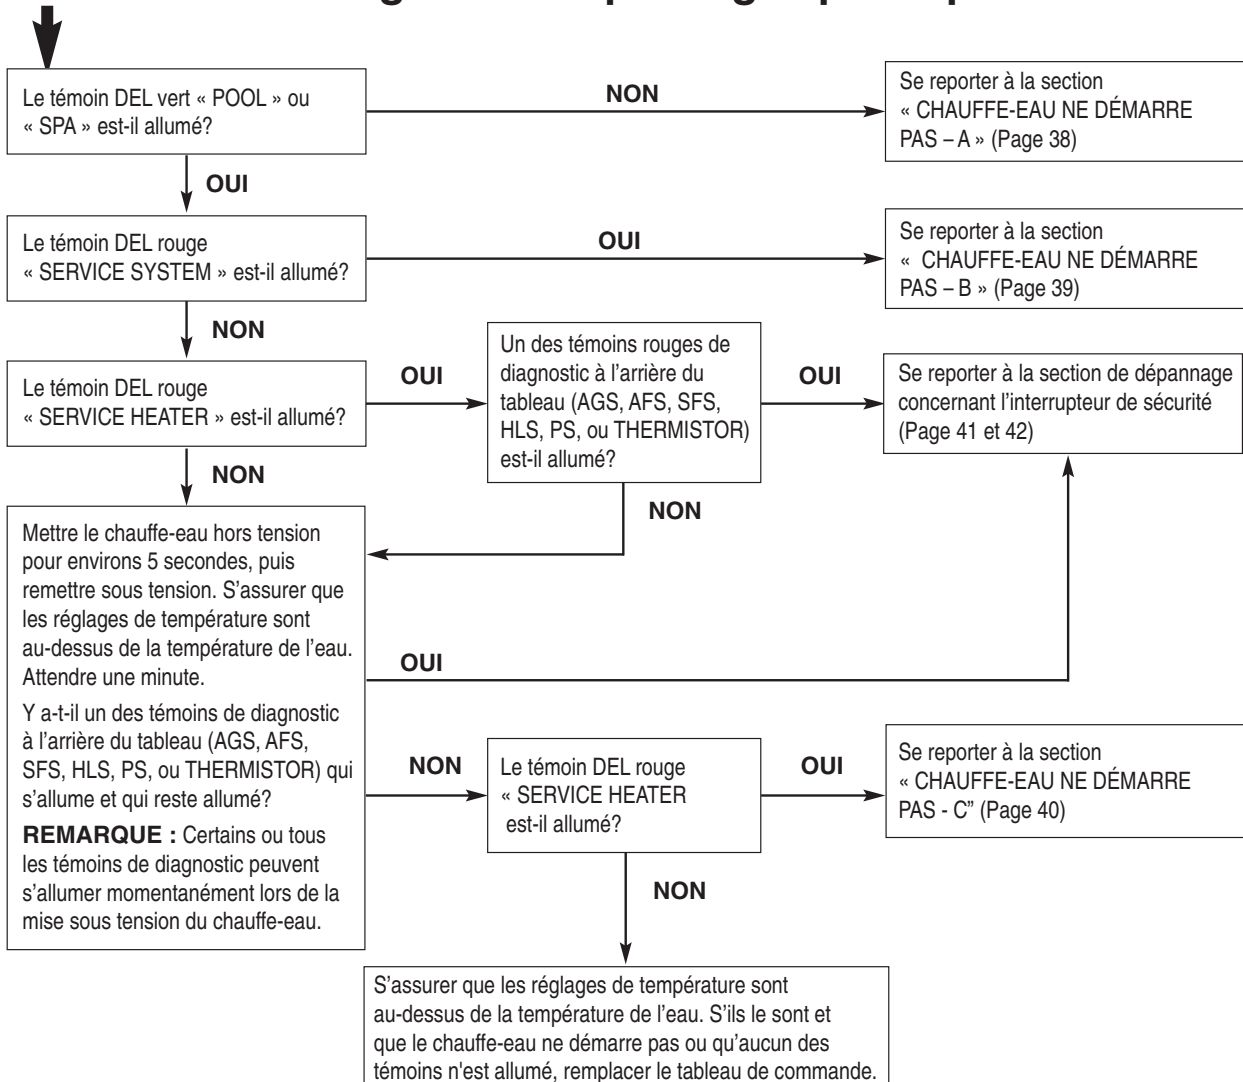 Le témoin DEL vert « POOL » ou
« SPA » est-il allumé?
NON
Se reporter à la section
« CHAUFFE-EAU NE DÉMARRE
PAS – A » (Page 38)
OUI
Le témoin DEL rouge
« SERVICE SYSTEM » est-il allumé?
OUI
Se reporter à la section
« CHAUFFE-EAU NE DÉMARRE
PAS – B » (Page 39)
NON
Le témoin DEL rouge
« SERVICE HEATER » est-il allumé?
OUI
Un des témoins rouges de
diagnostic à l’arrière du
tableau (AGS, AFS, SFS,
HLS, PS, ou THERMISTOR)
est-il allumé?
OUI
Se reporter à la section de dépannage
concernant l’interrupteur de sécurité
(Page 41 et 42)
NON
NON
Mettre le chauffe-eau hors tension
pour environs 5 secondes, puis
remettre sous tension. S’assurer que
les réglages de température sont
au-dessus de la température de l’eau.
Attendre une minute.
Y a-t-il un des témoins de diagnostic
à l’arrière du tableau (AGS, AFS,
SFS, HLS, PS, ou THERMISTOR) qui
s’allume et qui reste allumé?
REMARQUE : Certains ou tous
les témoins de diagnostic peuvent
s’allumer momentanément lors de la
mise sous tension du chauffe-eau.
OUI
NON
Le témoin DEL rouge
« SERVICE HEATER
est-il allumé?
OUI
Se reporter à la section
« CHAUFFE-EAU NE DÉMARRE
PAS - C” (Page 40)
NON
S’assurer que les réglages de température sont
au-dessus de la température de l’eau. S’ils le sont et
que le chauffe-eau ne démarre pas ou qu’aucun des
témoins n'est allumé, remplacer le tableau de commande.